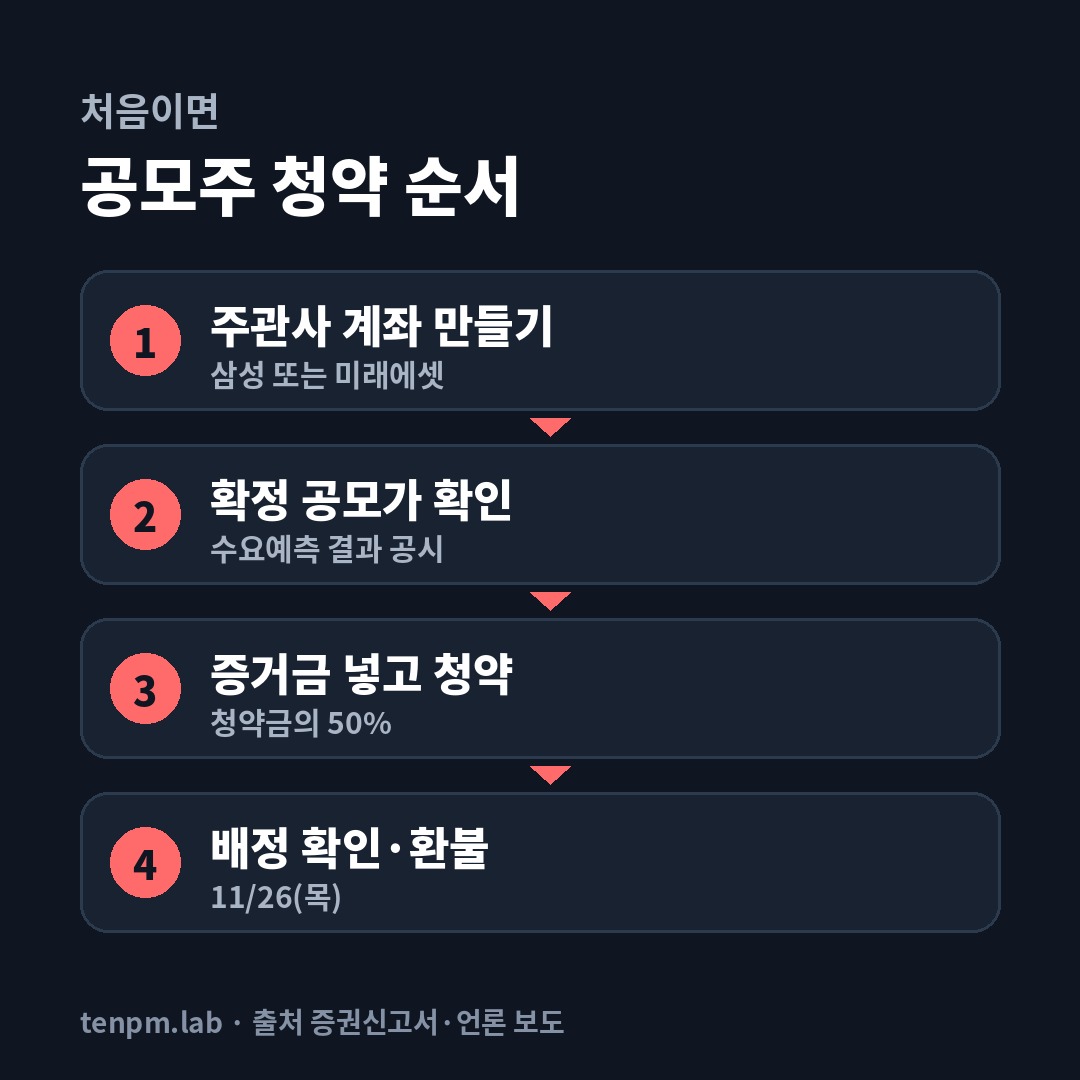 처음이면
공모주 청약 순서
1
주관사 계좌 만들기
삼성 또는 미래에셋
2
확정 공모가 확인
수요예측 결과 공시
3
증거금 넣고 청약
청약금의 50%
4
배정 확인·환불
11/26(목)
tenpm.lab · 출처 증권신고서·언론 보도